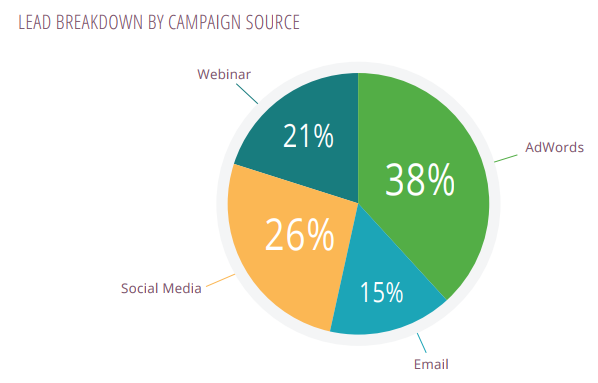 LEAD BREAKDOWN BY CAMPAIGN SOURCE
Webinar
21%
AdWords
38%
Social Media
26%
Email
15%